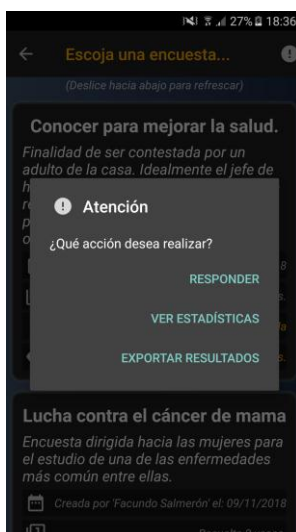 27% 18:36
Escoja una encuesta...
(Deslice hacia abajo para refrescar)
Conocer para mejorar la salud.
Finalidad de ser contestada por un
adulto de la casa. Idealmente el jefe de
Atención
¿Qué acción desea realizar?
RESPONDER
VER ESTADÍSTICAS
EXPORTAR RESULTADOS
Lucha contra el cáncer de mama
Encuesta dirigida hacia las mujeres para
el estudio de una de las enfermedades
más común entre ellas.
Creada por 'Facundo Salmerón' el: 09/11/2018